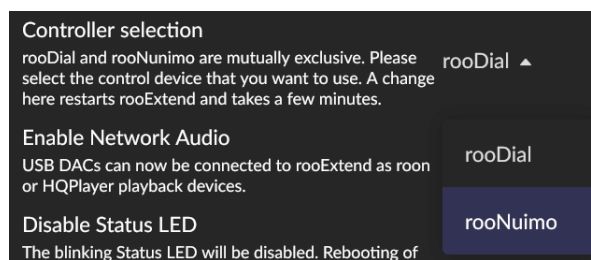 Controller selection
rooDial and rooNunimo are mutually exclusive. Please
select the control device that you want to use. A change
here restarts rooExtend and takes a few minutes.
rooDial
Enable Network Audio
USB DACs can now be connected to rooExtend as roon
or HQPlayer playback devices.
rooDial
rooNuimo
Disable Status LED
The blinking Status LED will be disabled. Rebooting of